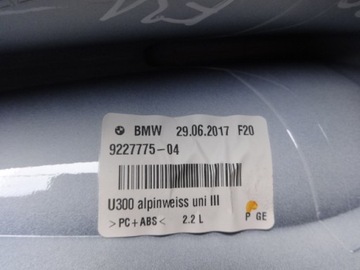 BMW 29.06.2017 F20
9227775-04
U300 alpinweiss uni III
>PC+ABS< 2.2 L P GE